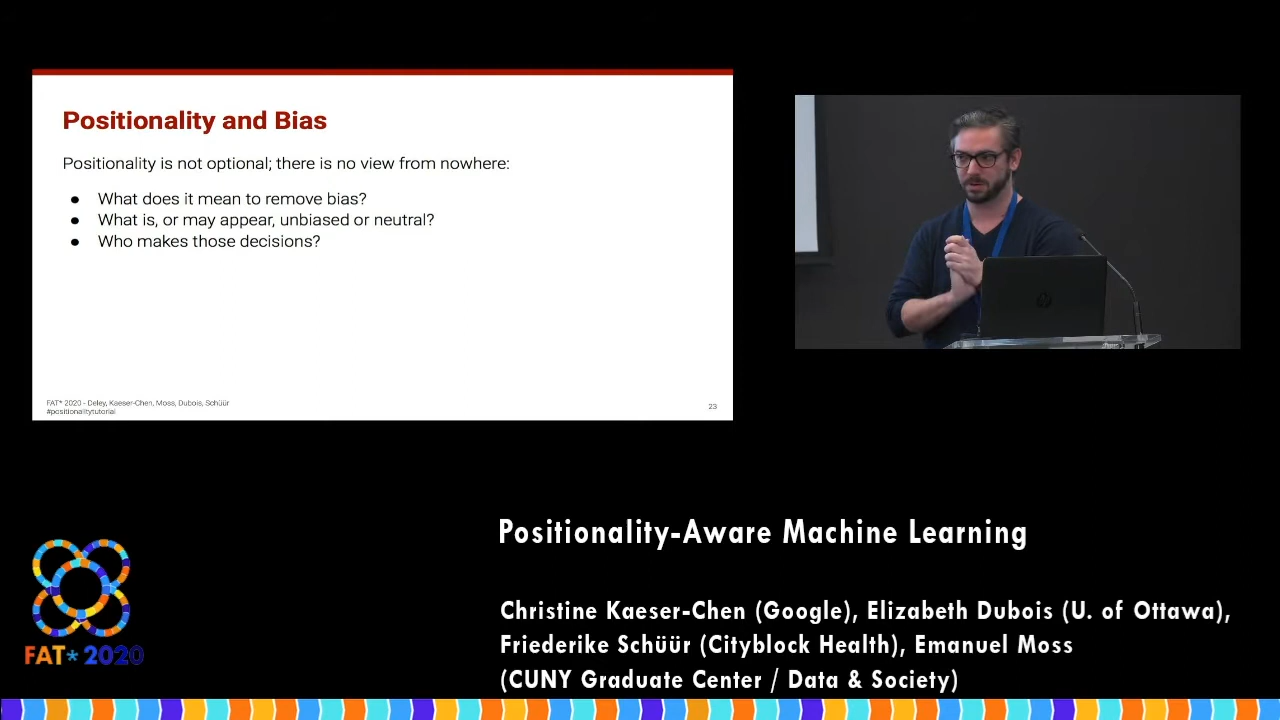 Positionality and Bias
Positionality is not optional; there is no view from nowhere:
● What does it mean to remove bias?
● What is, or may appear, unbiased or neutral?
● Who makes those decisions?
FAT* 2020 - Deley, Kaeser-Chen, Moss, Dubois, Schüür
#positionalitytutorial
23
Positionality-Aware Machine Learning
Christine Kaeser-Chen (Google), Elizabeth Dubois (U. of Ottawa),
Friederike Schüür (Cityblock Health), Emanuel Moss
(CUNY Graduate Center / Data & Society)
FAT* 2020